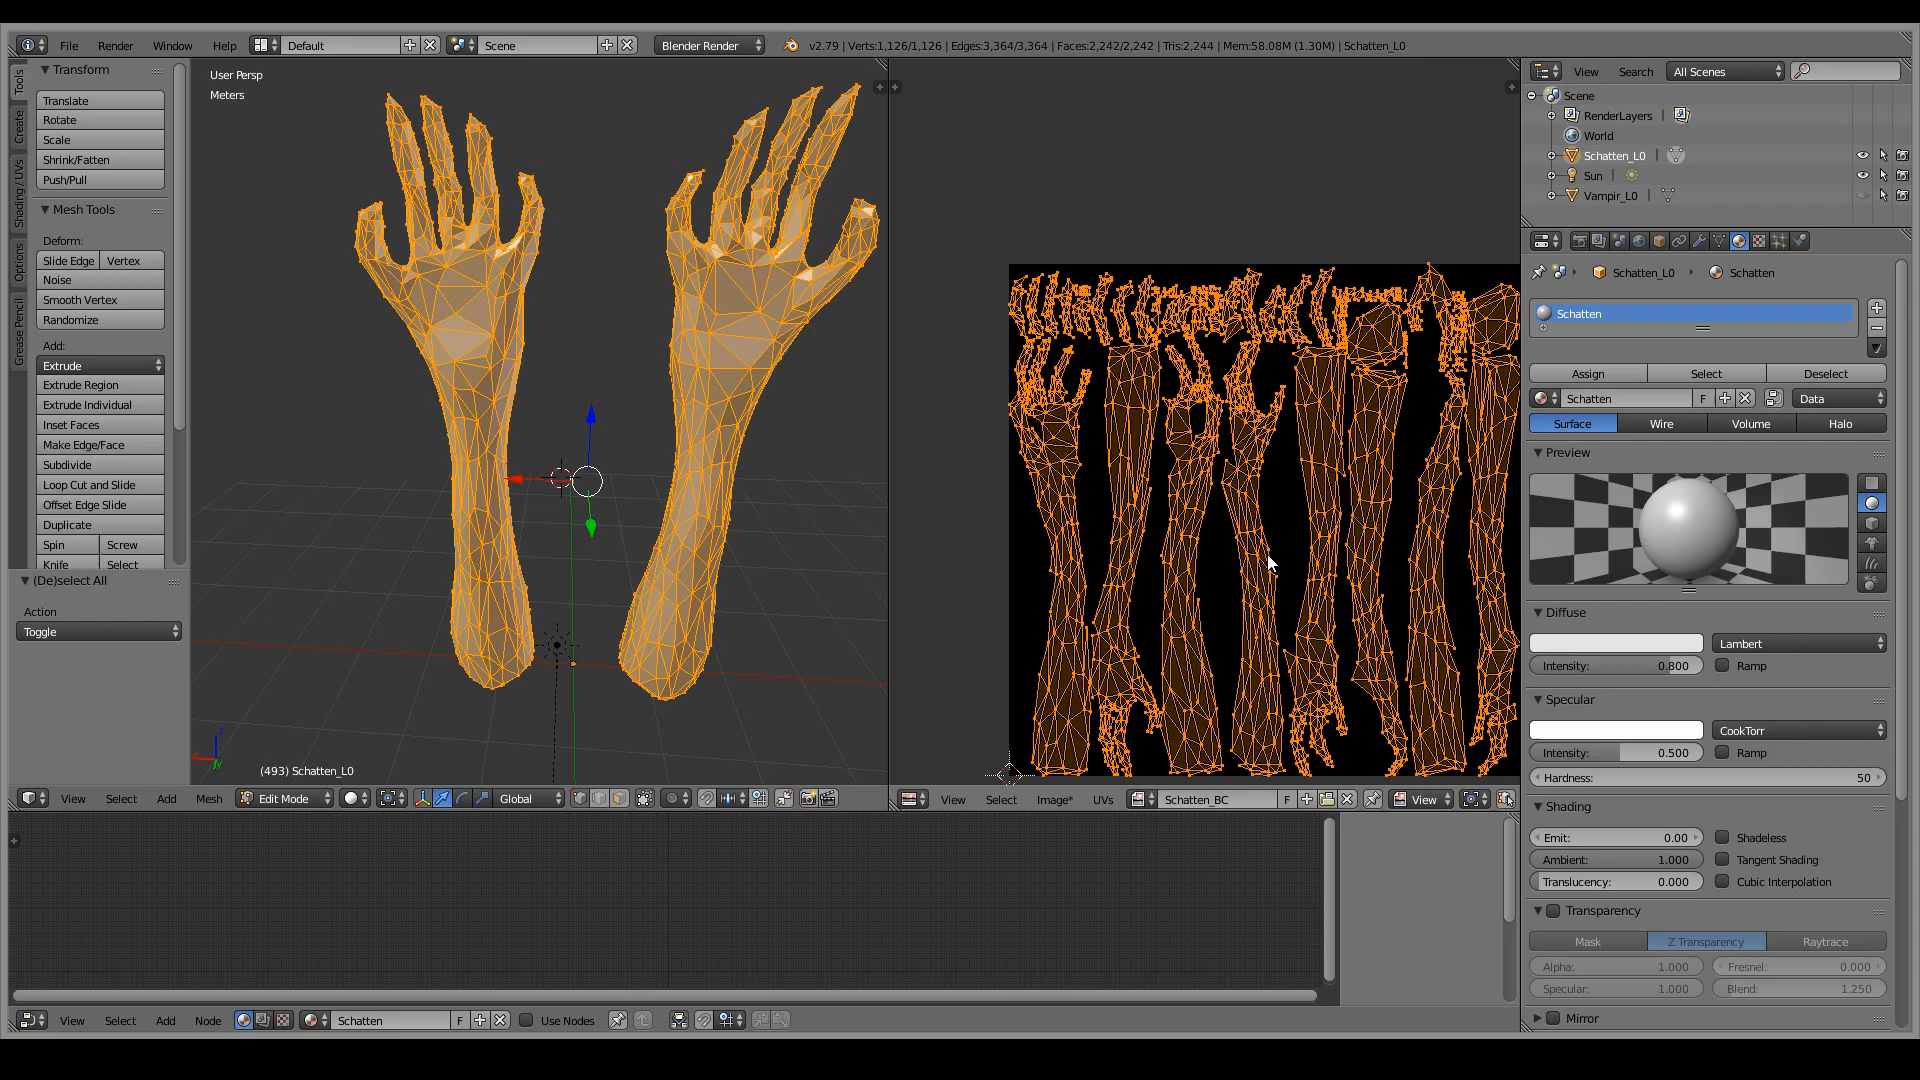 File Render Window Help Default Scene Blender Render v2.79 | Verts:1,126/1,126 | Edges:3,364/3,364 | Faces:2,242/2,242 | Tris:2,244 | Mem:58.08M (1.30M) | Schatten_L0
Tools
Create
Shading / UVs
Options
Grease Pencil
Transform
Translate
Rotate
Scale
Shrink/Fatten
Push/Pull
Mesh Tools
Deform:
Slide Edge Vertex
Noise
Smooth Vertex
Randomize
Add:
Extrude
Extrude Region
Extrude Individual
Inset Faces
Make Edge/Face
Subdivide
Loop Cut and Slide
Offset Edge Slide
Duplicate
Spin Screw
Knife Select
(De)select All
Action
Toggle
User Persp
Meters
(493) Schatten_L0
View Select Add Mesh Edit Mode Global
View Select Image* UVs Schatten_BC F View
View Search All Scenes
Scene
RenderLayers
World
Schatten_L0
Sun
Vampir_L0
Schatten_L0 Schatten
Schatten
Assign Select Deselect
Schatten F Data
Surface Wire Volume Halo
Preview
Diffuse
Lambert
Intensity: 0.800 Ramp
Specular
CookTorr
Intensity: 0.500 Ramp
Hardness: 50
Shading
Emit: 0.00 Shadeless
Ambient: 1.000 Tangent Shading
Translucency: 0.000 Cubic Interpolation
Transparency
Mask Z Transparency Raytrace
Alpha: 1.000 Fresnel: 0.000
Specular: 1.000 Blend: 1.250
Mirror
View Select Add Node Schatten F Use Nodes